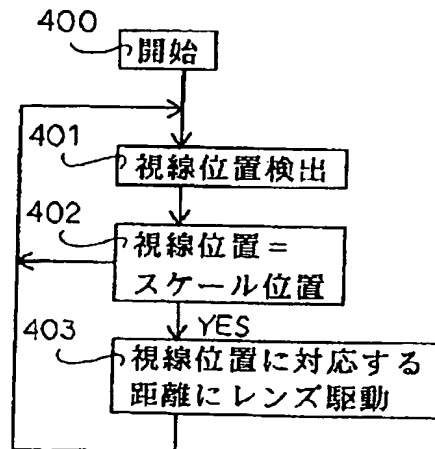 400
開始
401
視線位置検出
402
視線位置=
スケール位置
YES
403
視線位置に対応する
距離にレンズ駆動